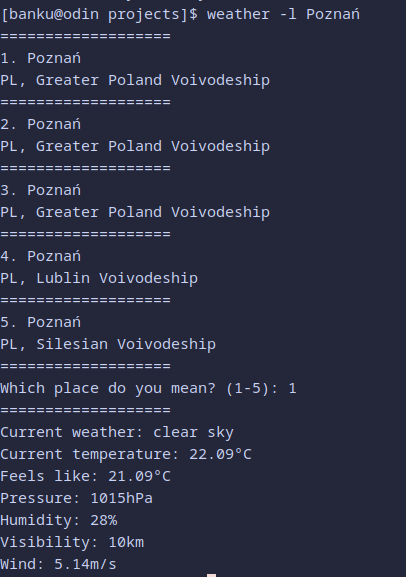 [banku@odin projects]$ weather -l Poznań
===================
1. Poznań
PL, Greater Poland Voivodeship
===================
2. Poznań
PL, Greater Poland Voivodeship
===================
3. Poznań
PL, Greater Poland Voivodeship
===================
4. Poznań
PL, Lublin Voivodeship
===================
5. Poznań
PL, Silesian Voivodeship
===================
Which place do you mean? (1-5): 1
===================
Current weather: clear sky
Current temperature: 22.09°C
Feels like: 21.09°C
Pressure: 1015hPa
Humidity: 28%
Visibility: 10km
Wind: 5.14m/s